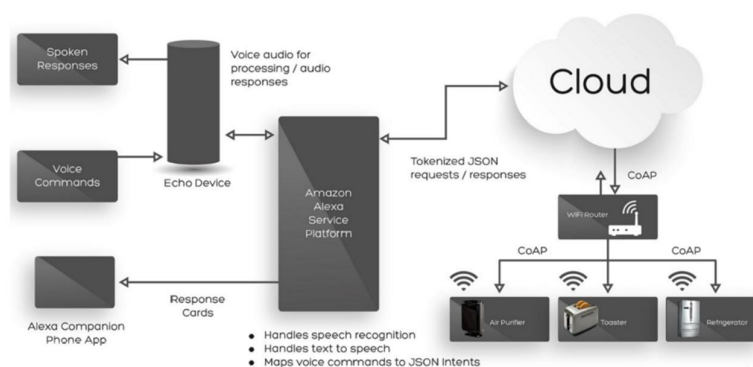 Spoken
Responses
Voice audio for
processing / audio
responses
Cloud
Voice
Commands
Echo Device
Amazon
Alexa
Service
Platform
Tokenized JSON
requests / responses
CoAP
WiFi Router
CoAP
CoAP
Response
Cards
Alexa Companion
Phone App
Air Purifier
Toaster
Refrigerator
● Handles speech recognition
● Handles text to speech
● Maps voice commands to JSON Intents